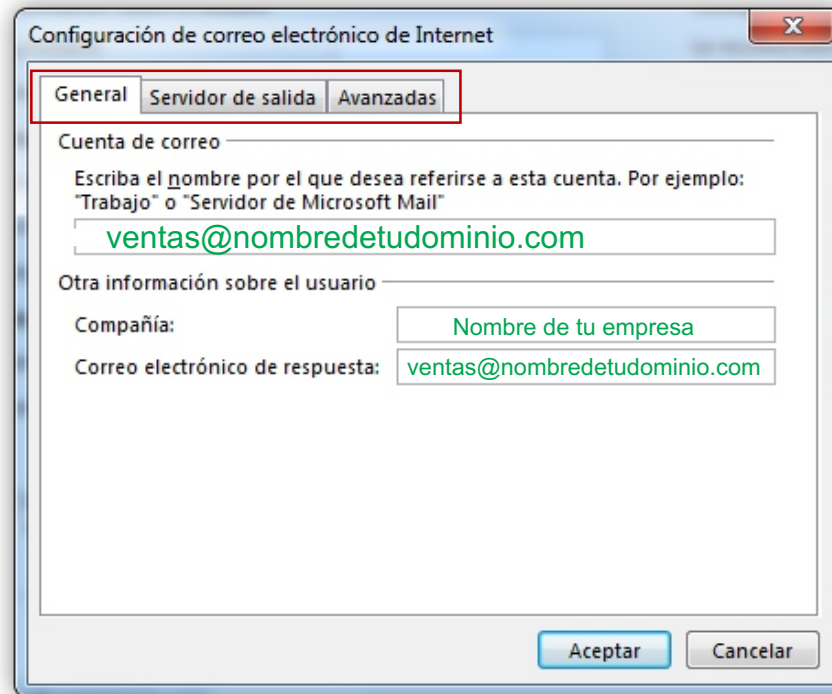 Configuración de correo electrónico de Internet
X
General Servidor de salida Avanzadas
Cuenta de correo
Escriba el nombre por el que desea referirse a esta cuenta. Por ejemplo:
"Trabajo" o "Servidor de Microsoft Mail"
ventas@nombredetudominio.com
Otra información sobre el usuario
Compañía: Nombre de tu empresa
Correo electrónico de respuesta: ventas@nombredetudominio.com
Aceptar Cancelar